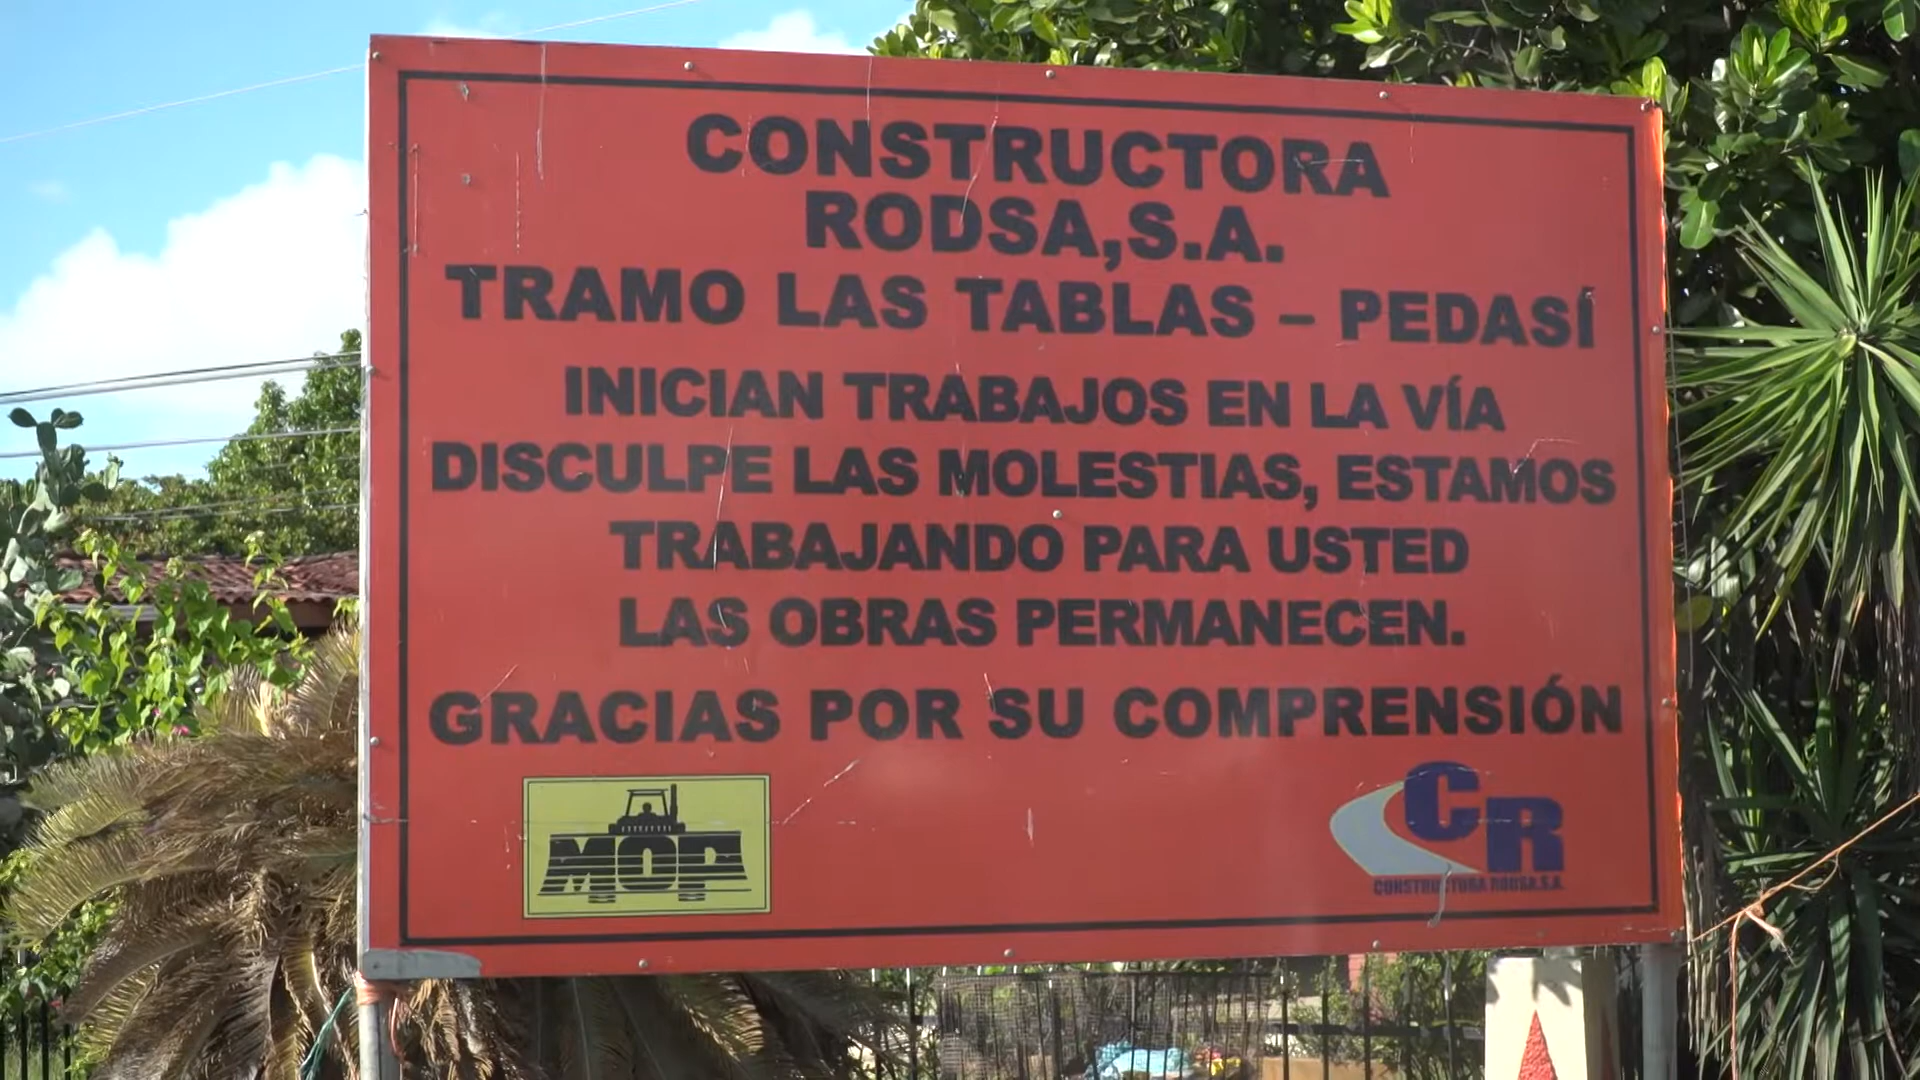 CONSTRUCTORA
RODSA,S.A.
TRAMO LAS TABLAS – PEDASÍ
INICIAN TRABAJOS EN LA VÍA
DISCULPE LAS MOLESTIAS, ESTAMOS
TRABAJANDO PARA USTED
LAS OBRAS PERMANECEN.
GRACIAS POR SU COMPRENSIÓN
MOP
CR
CONSTRUCTORA RODSA,S.A.